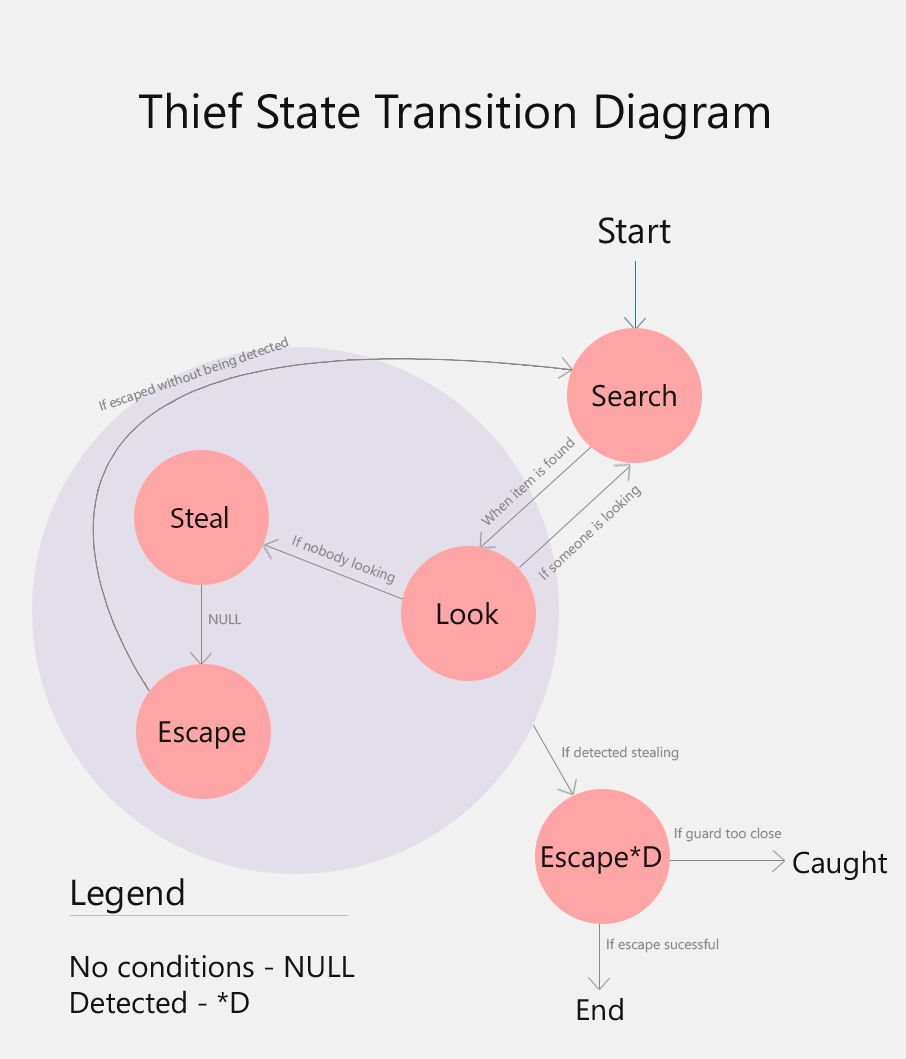 Thief State Transition Diagram
Start
If escaped without being detected
Search
When item is found
If someone is looking
Steal
If nobody looking
Look
NULL
Escape
If detected stealing
Escape*D
If guard too close
Caught
If escape sucessful
End
Legend
No conditions - NULL
Detected - *D